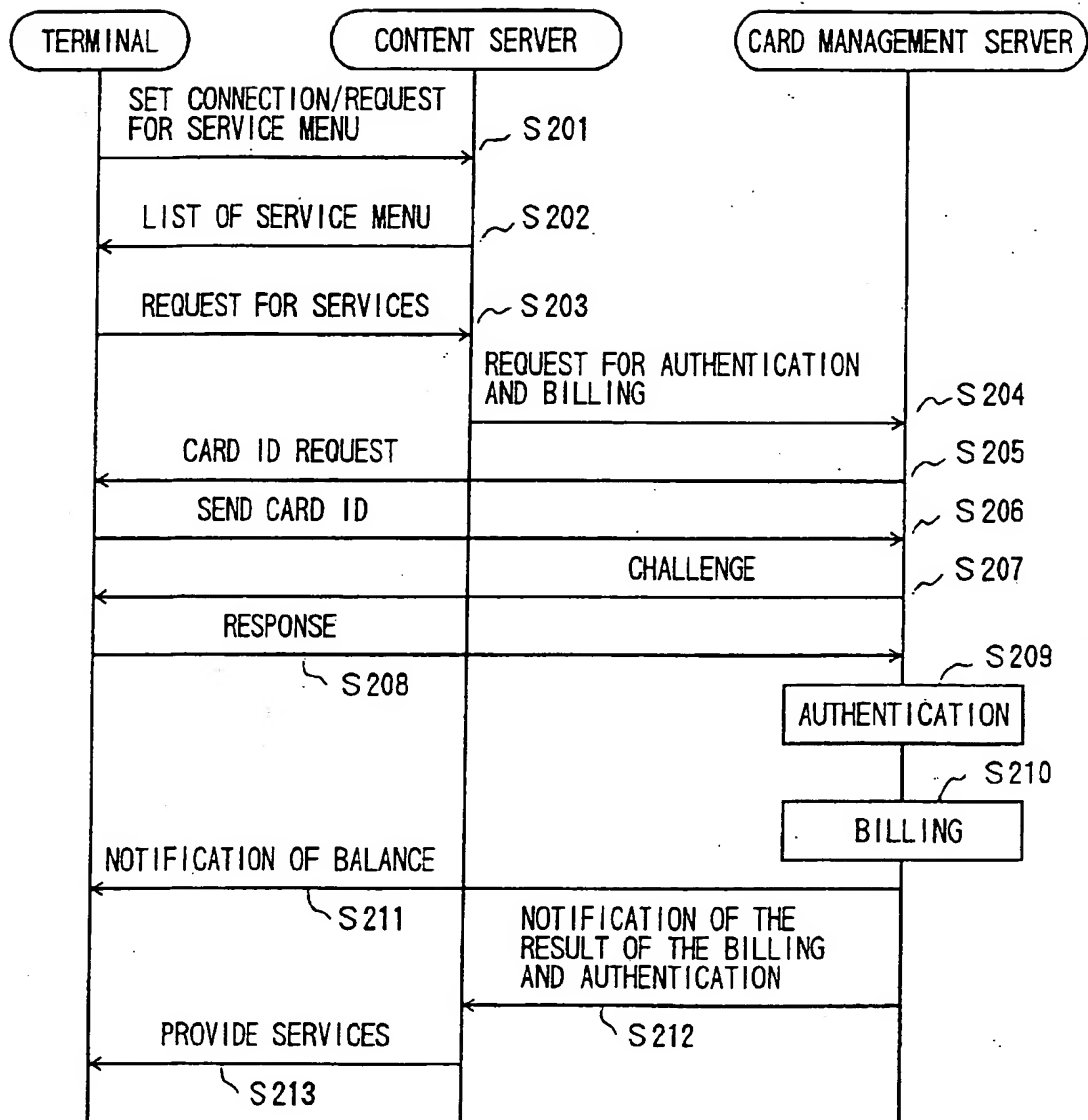 TERMINAL
CONTENT SERVER
CARD MANAGEMENT SERVER
SET CONNECTION/REQUEST
FOR SERVICE MENU
S201
LIST OF SERVICE MENU
S202
REQUEST FOR SERVICES
S203
REQUEST FOR AUTHENTICATION
AND BILLING
S204
CARD ID REQUEST
S205
SEND CARD ID
S206
CHALLENGE
S207
RESPONSE
S208
S209
AUTHENTICATION
S210
BILLING
NOTIFICATION OF BALANCE
S211
NOTIFICATION OF THE
RESULT OF THE BILLING
AND AUTHENTICATION
S212
PROVIDE SERVICES
S213